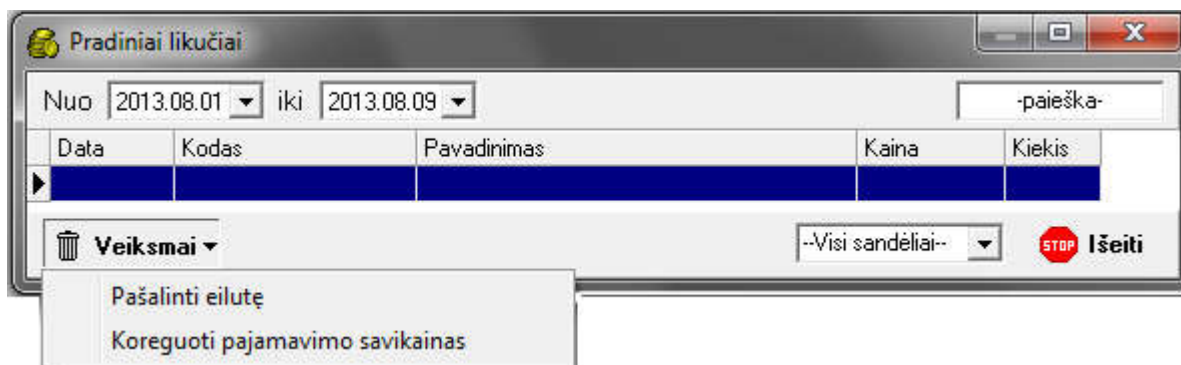 Pradiniai likučiai
Nuo 2013.08.01 iki 2013.08.09 -paieška-
Data Kodas Pavadinimas Kaina Kiekis
Veiksmai --Visi sandėliai-- STOP Išeiti
Pašalinti eilutę
Koreguoti pajamavimo savikainas